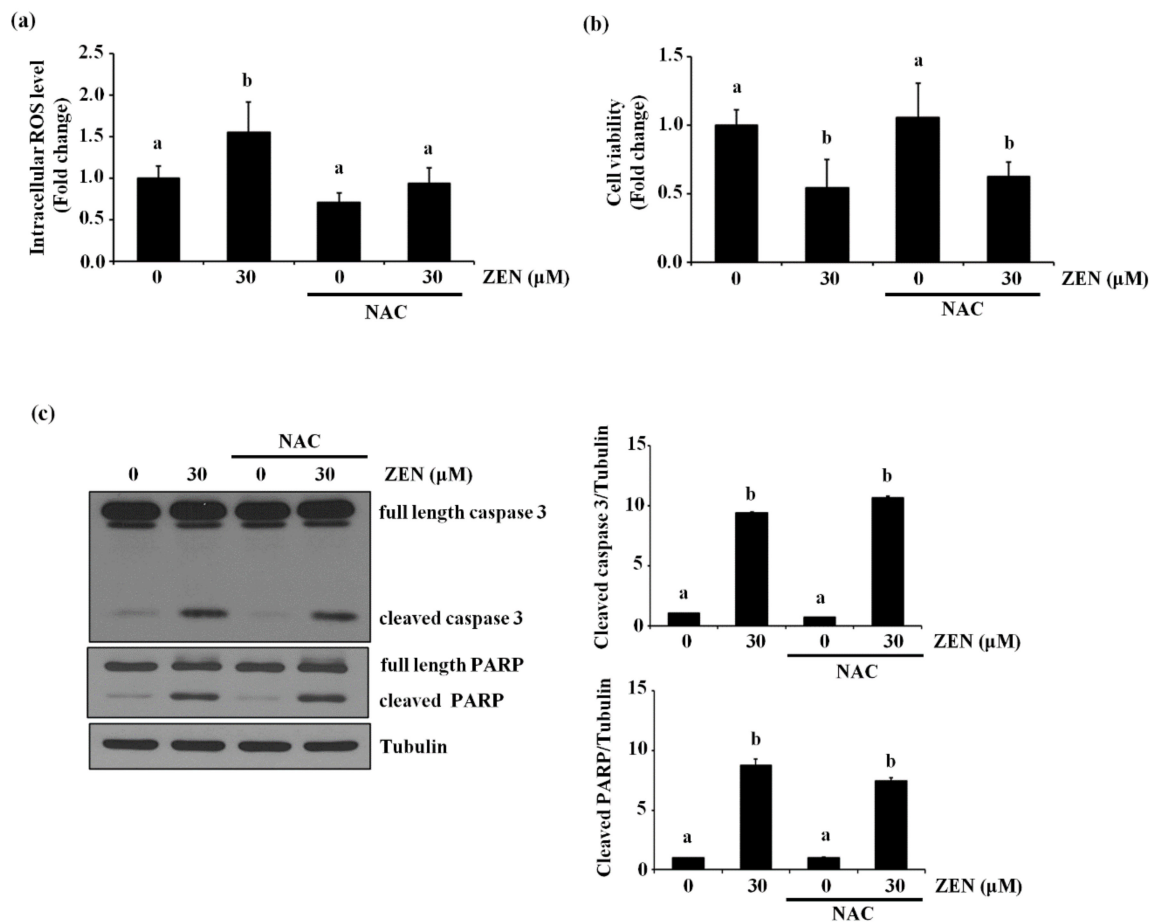 (a)
Intracellular ROS level
(Fold change)
2.5
2.0
1.5
1.0
0.5
0.0
a
b
a
a
0 30 0 30 ZEN (µM)
NAC
(b)
Cell viability
(Fold change)
1.5
1.0
0.5
0.0
a
b
a
b
0 30 0 30 ZEN (µM)
NAC
(c)
NAC
0 30 0 30 ZEN (µM)
full length caspase 3
cleaved caspase 3
full length PARP
cleaved PARP
Tubulin
Cleaved caspase 3/Tubulin
15
10
5
0
a
b
a
b
0 30 0 30 ZEN (µM)
NAC
Cleaved PARP/Tubulin
15
10
5
0
a
b
a
b
0 30 0 30 ZEN (µM)
NAC